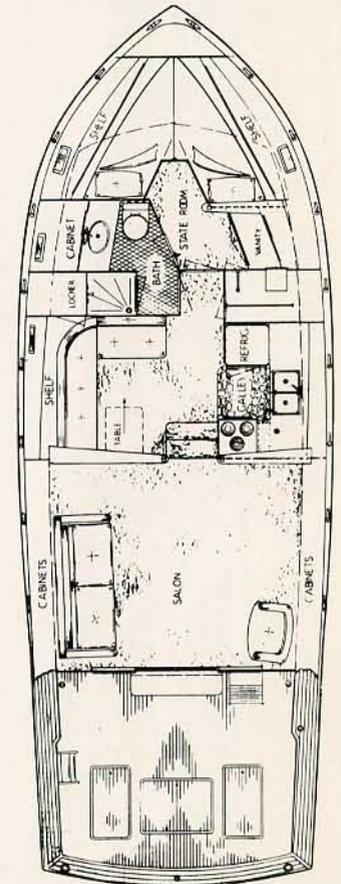 SHELF
SHELF
STATE ROOM
CABINET
VANITY
BATH
LOCKER
REFRIG.
SHELF
GALLEY
TABLE
CABINETS
SALON
CABINETS